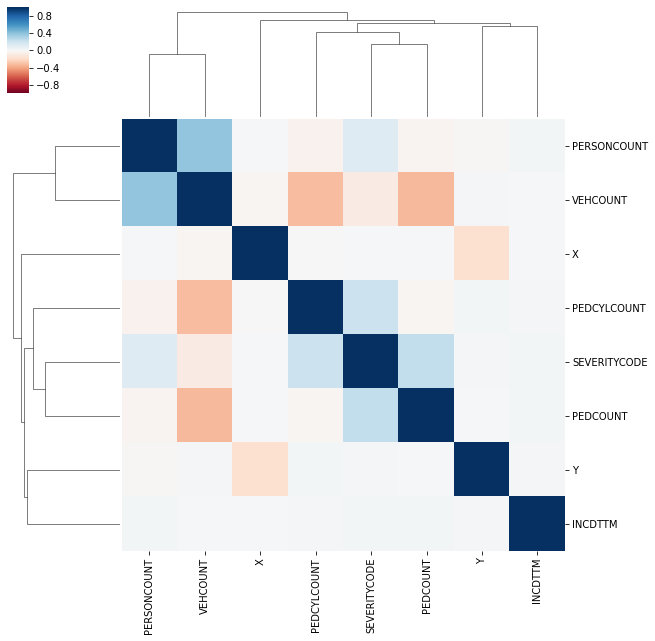 0.8
0.4
0.0
−0.4
−0.8
PERSONCOUNT
VEHCOUNT
X
PEDCYLCOUNT
SEVERITYCODE
PEDCOUNT
Y
INCDTTM
PERSONCOUNT
VEHCOUNT
X
PEDCYLCOUNT
SEVERITYCODE
PEDCOUNT
Y
INCDTTM